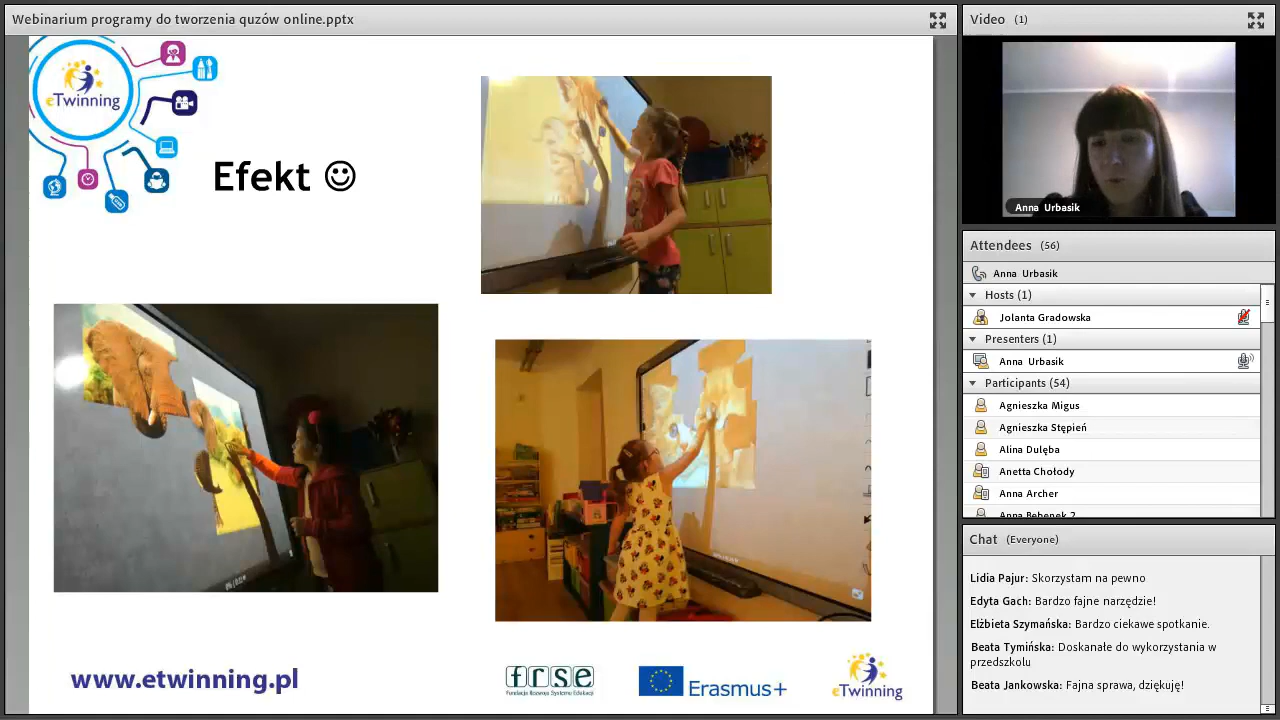 Webinarium programy do tworzenia quzów online.pptx
eTwinning
Efekt ☺
www.etwinning.pl
frse
Fundacja Rozwoju Systemu Edukacji
Erasmus+
eTwinning
Video (1)
Anna Urbasik
Attendees (56)
Anna Urbasik
Hosts (1)
Jolanta Gradowska
Presenters (1)
Anna Urbasik
Participants (54)
Agnieszka Migus
Agnieszka Stępień
Alina Dulęba
Anetta Chołody
Anna Archer
Anna Bebenek 2
Chat (Everyone)
Lidia Pajur: Skorzystam na pewno
Edyta Gach: Bardzo fajne narzędzie!
Elżbieta Szymańska: Bardzo ciekawe spotkanie.
Beata Tymińska: Doskonałe do wykorzystania w
przedszkolu
Beata Jankowska: Fajna sprawa, dziękuję!